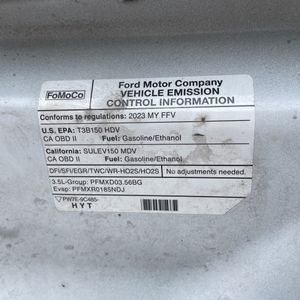 FoMoCo
Ford Motor Company
VEHICLE EMISSION
CONTROL INFORMATION
Conforms to regulations: 2023 MY FFV
U.S. EPA: T3B150 HDV
CA OBD II Fuel: Gasoline/Ethanol
California: SULEV150 MDV
CA OBD II Fuel: Gasoline/Ethanol
DFI/SFI/EGR/TWC/WR-HO2S/HO2S No adjustments needed.
3.5L-Group: PFMXD03.56BG
Evap: PFMXR0185NDJ
PW7E-9C485-
HYT